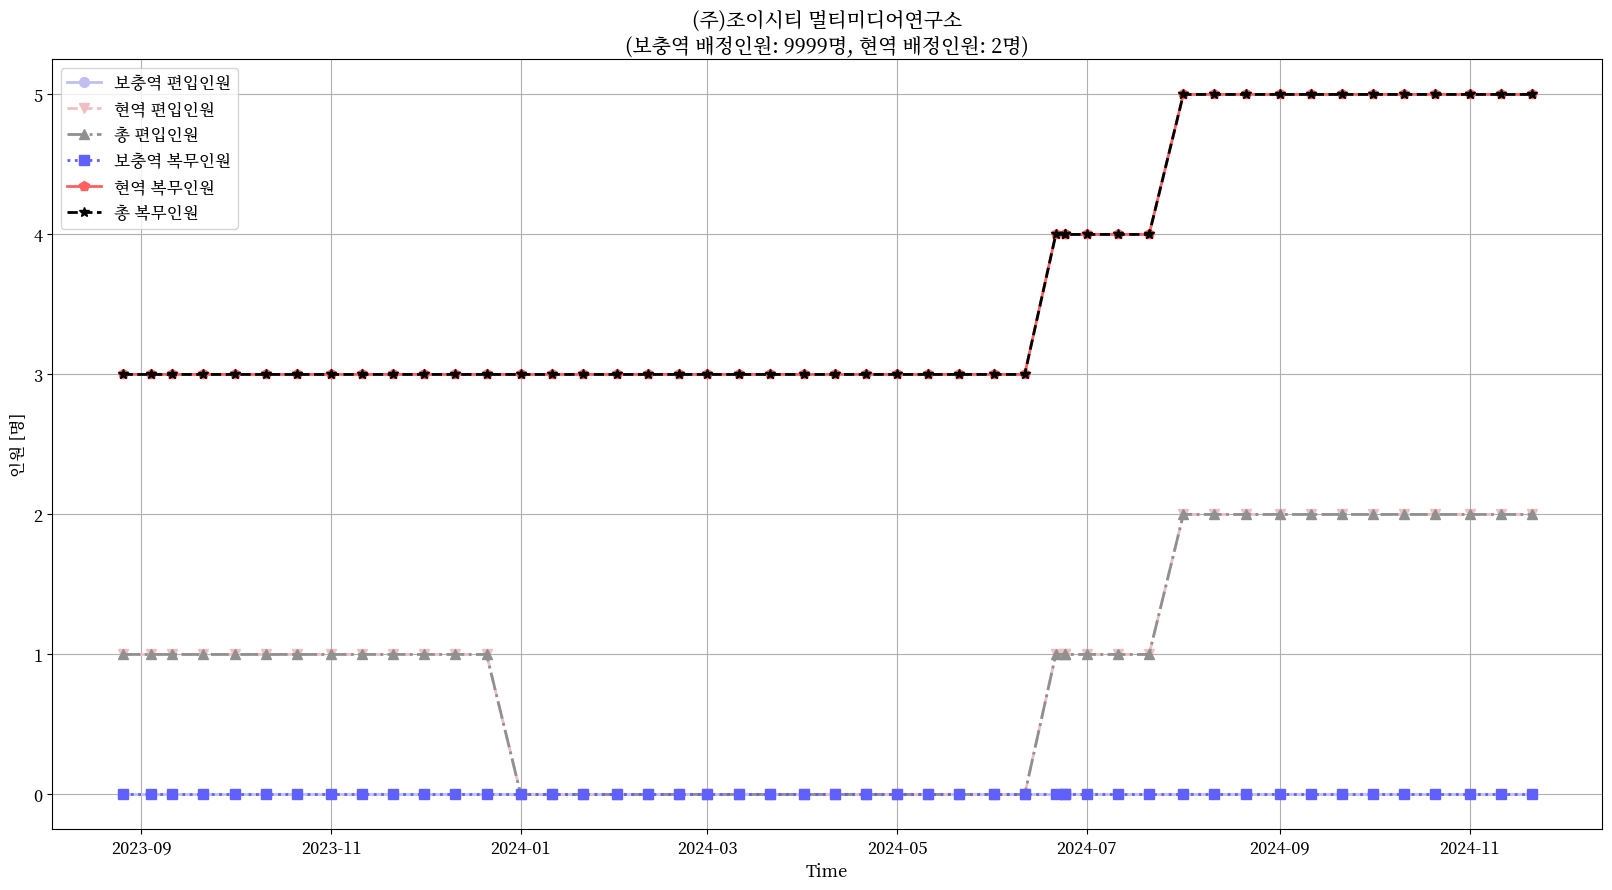 (주)조이시티 멀티미디어연구소
(보충역 배정인원: 9999명, 현역 배정인원: 2명)
보충역 편입인원
현역 편입인원
총 편입인원
보충역 복무인원
현역 복무인원
총 복무인원
인원 [명]
5
4
3
2
1
0
2023-09
2023-11
2024-01
2024-03
2024-05
2024-07
2024-09
2024-11
Time